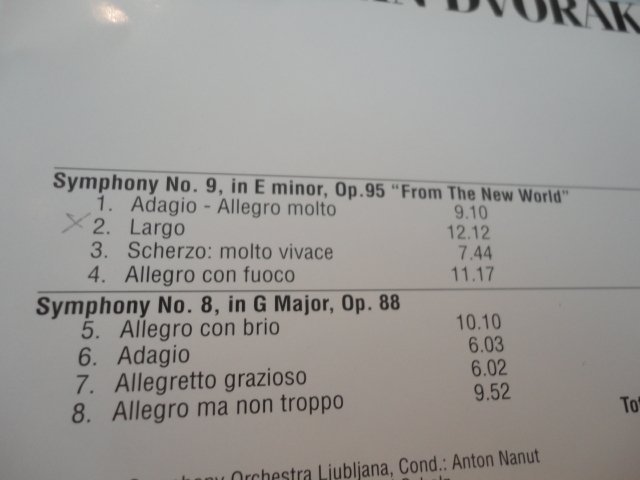 DVORAK
Symphony No. 9, in E minor, Op.95 "From The New World"
1. Adagio - Allegro molto 9.10
2. Largo 12.12
3. Scherzo: molto vivace 7.44
4. Allegro con fuoco 11.17
Symphony No. 8, in G Major, Op. 88
5. Allegro con brio 10.10
6. Adagio 6.03
7. Allegretto grazioso 6.02
8. Allegro ma non troppo 9.52
Symphony Orchestra Ljubljana, Cond.: Anton Nanut